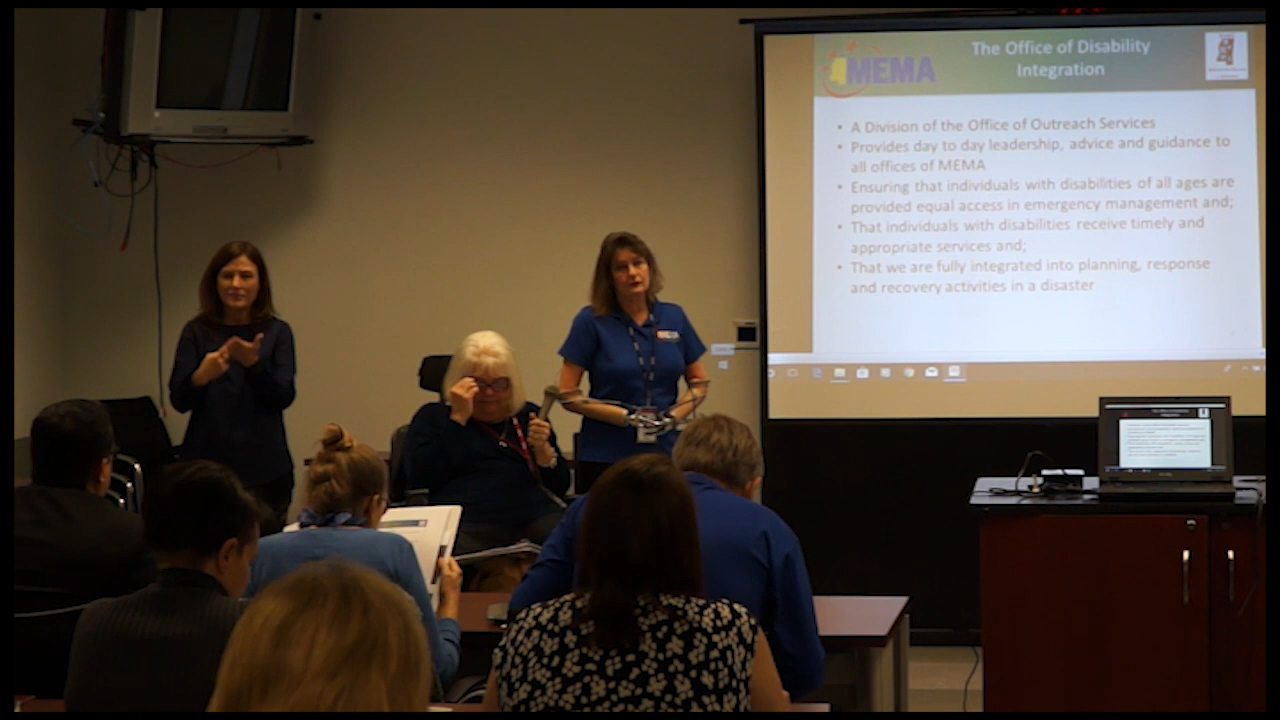 MEMA
The Office of Disability
Integration
• A Division of the Office of Outreach Services
• Provides day to day leadership, advice and guidance to
all offices of MEMA
• Ensuring that individuals with disabilities of all ages are
provided equal access in emergency management and;
• That individuals with disabilities receive timely and
appropriate services and;
• That we are fully integrated into planning, response
and recovery activities in a disaster